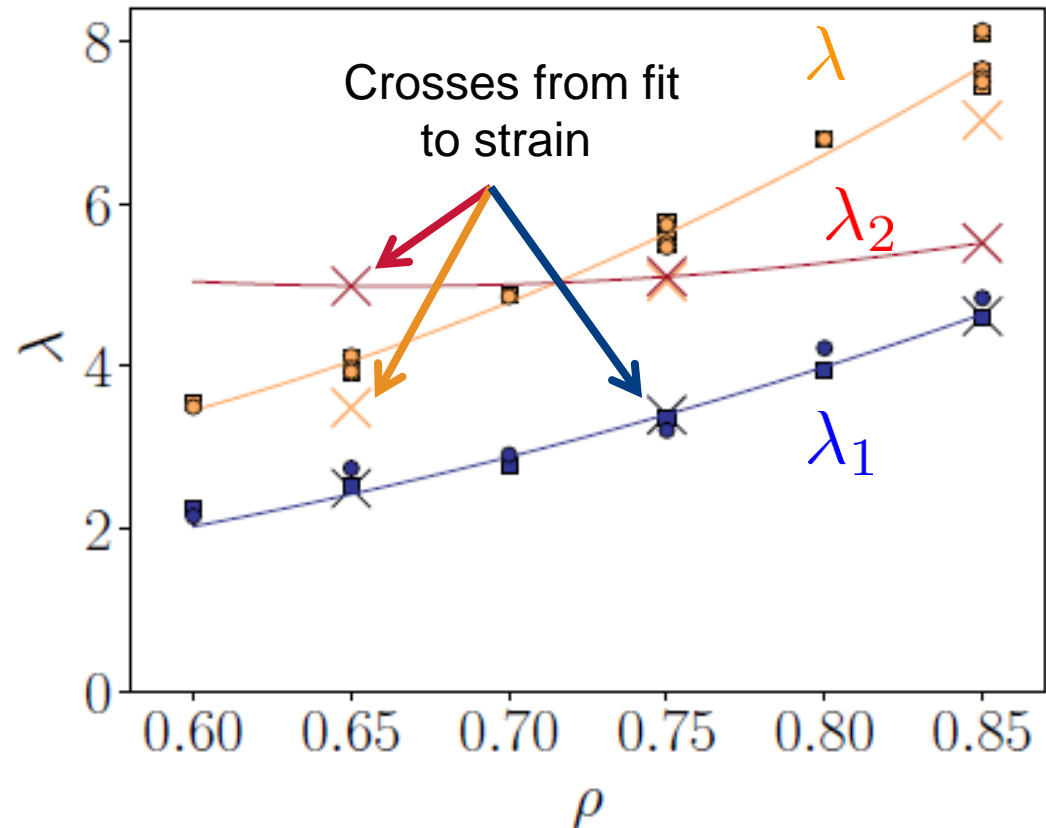 8
λ
Crosses from fit
to strain
6
λ₂
λ
4
λ₁
2
0
0.60 0.65 0.70 0.75 0.80 0.85
ρ